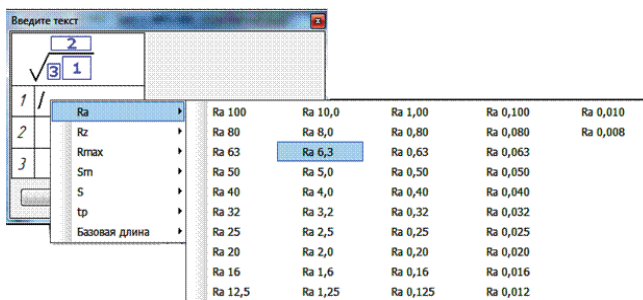 Введите текст
2
3 1
1
2
3
Ra
Rz
Rmax
Sm
S
tp
Базовая длина
Ra 100 Ra 10,0 Ra 1,00 Ra 0,100 Ra 0,010
Ra 80 Ra 8,0 Ra 0,80 Ra 0,080 Ra 0,008
Ra 63 Ra 6,3 Ra 0,63 Ra 0,063
Ra 50 Ra 5,0 Ra 0,50 Ra 0,050
Ra 40 Ra 4,0 Ra 0,40 Ra 0,040
Ra 32 Ra 3,2 Ra 0,32 Ra 0,032
Ra 25 Ra 2,5 Ra 0,25 Ra 0,025
Ra 20 Ra 2,0 Ra 0,20 Ra 0,020
Ra 16 Ra 1,6 Ra 0,16 Ra 0,016
Ra 12,5 Ra 1,25 Ra 0,125 Ra 0,012